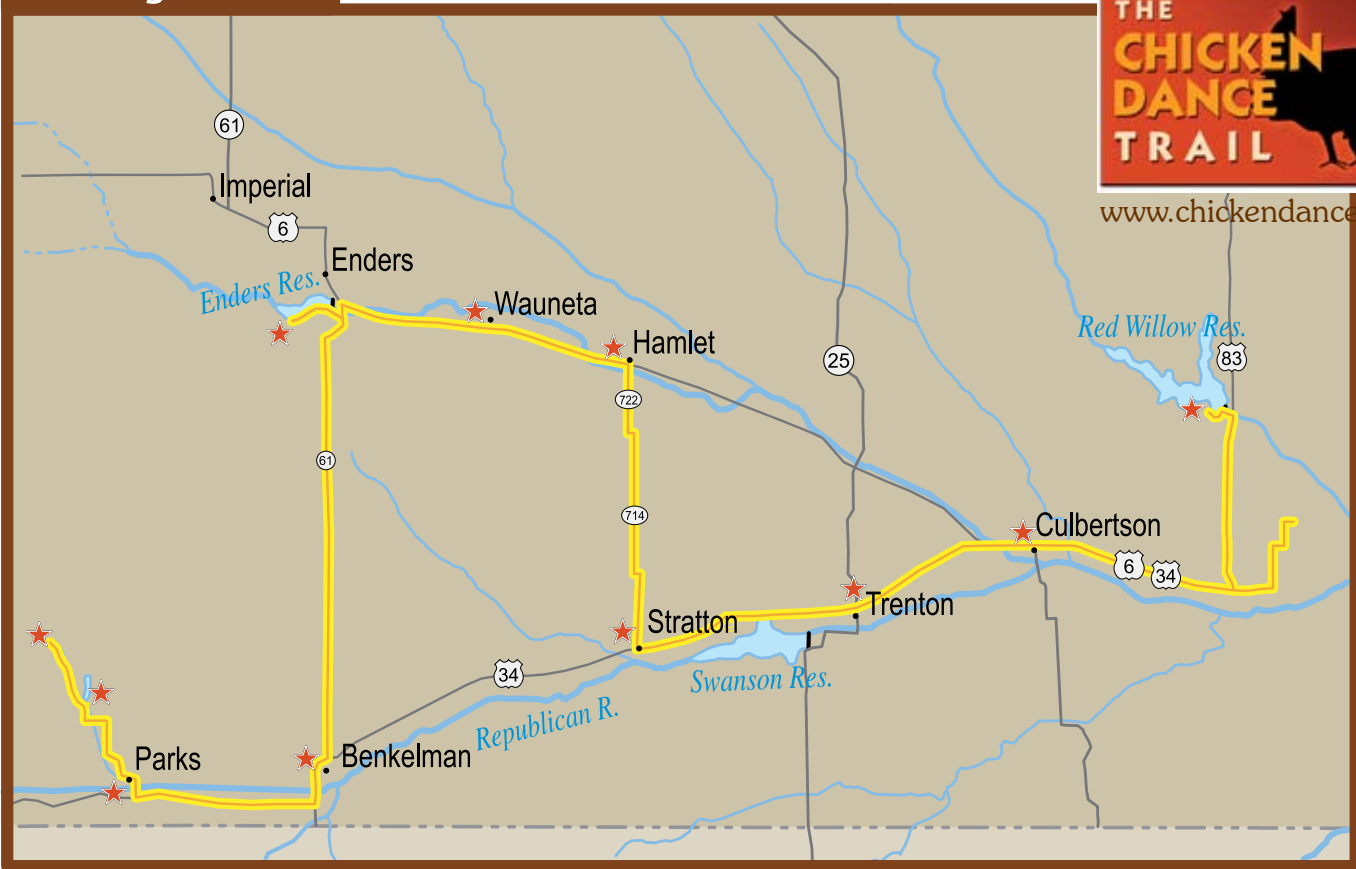 THE
CHICKEN
DANCE
TRAIL
www.chickendance
61
Imperial
6
Enders
Enders Res.
Wauneta
Hamlet
Red Willow Res.
25
83
722
61
714
Culbertson
6
34
Stratton
Trenton
34
Swanson Res.
Republican R.
Parks
Benkelman